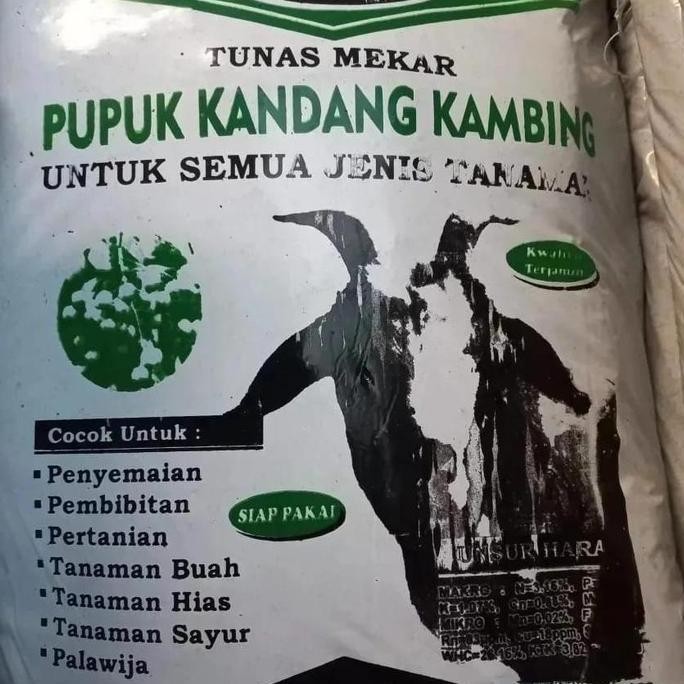 TUNAS MEKAR
PUPUK KANDANG KAMBING
UNTUK SEMUA JENIS TANAMAN
Terjamin
Cocok Untuk :
Penyemaian
Pembibitan
Pertanian
Tanaman Buah
Tanaman Hias
Tanaman Sayur
Palawija
SIAP PAKAI
UNSUR HARA
MAKRO :
MIKRO :